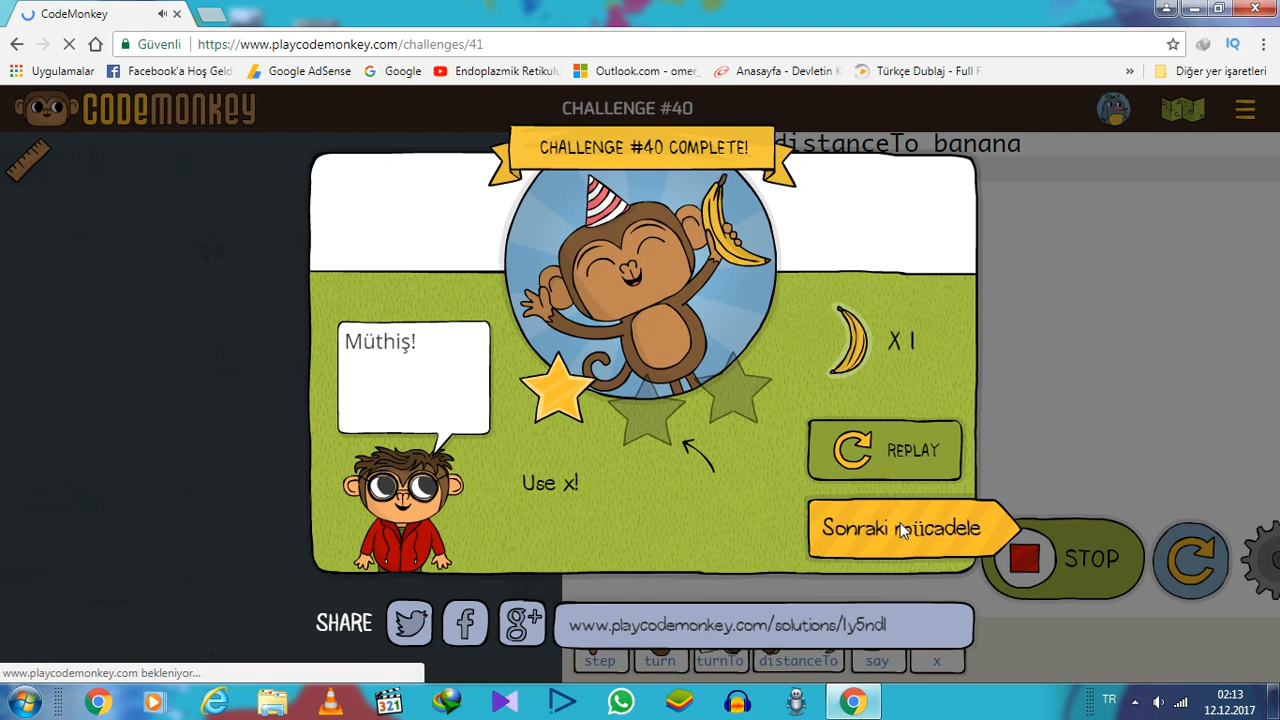 CodeMonkey
Güvenli
https://www.playcodemonkey.com/challenges/41
Uygulamalar
Facebook'a Hoş Geld
Google AdSense
Google
Endoplazmik Retikulu
Outlook.com - omer_
Anasayfa - Devletin K
Türkçe Dublaj - Full F
»
Diğer yer işaretleri
CODEMONKEY
CHALLENGE #40
distanceTo banana
CHALLENGE #40 COMPLETE!
Müthiş!
X 1
Use x!
REPLAY
Sonraki mücadele
STOP
SHARE
www.playcodemonkey.com/solutions/
step
turn
turnTo
distanceTo
say
x
www.playcodemonkey.com bekleniyor...
321
TR
02:13
12.12.2017